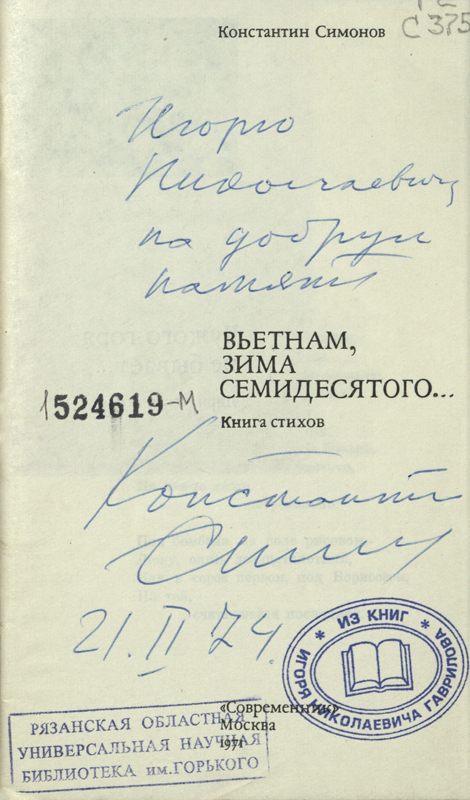 Константин Симонов
С 375
Игорю
Николаевичу
на добрую
память
ВЬЕТНАМ,
ЗИМА
СЕМИДЕСЯТОГО...
1524619-М
Книга стихов
Константин
Симонов
21.II 74.
* ИЗ КНИГ *
ИГОРЯ НИКОЛАЕВИЧА ГАВРИЛОВА
«Современник»
Москва
1971
РЯЗАНСКАЯ ОБЛАСТНАЯ
УНИВЕРСАЛЬНАЯ НАУЧНАЯ
БИБЛИОТЕКА им.ГОРЬКОГО